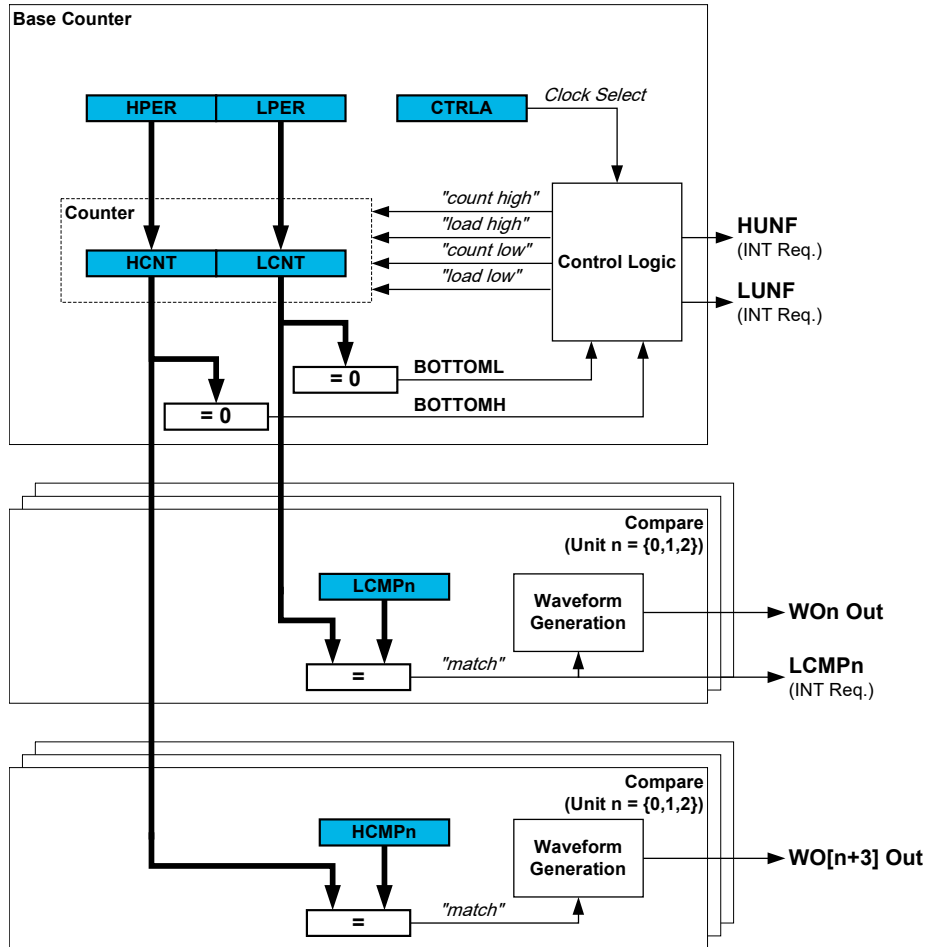 Base Counter
HPER
LPER
CTRLA
Clock Select
Counter
"count high"
"load high"
"count low"
"load low"
HCNT
LCNT
Control Logic
HUNF
(INT Req.)
LUNF
(INT Req.)
= 0
BOTTOML
= 0
BOTTOMH
Compare
(Unit n = {0,1,2})
LCMPn
Waveform
Generation
WOn Out
=
"match"
LCMPn
(INT Req.)
Compare
(Unit n = {0,1,2})
HCMPn
Waveform
Generation
WO[n+3] Out
=
"match"